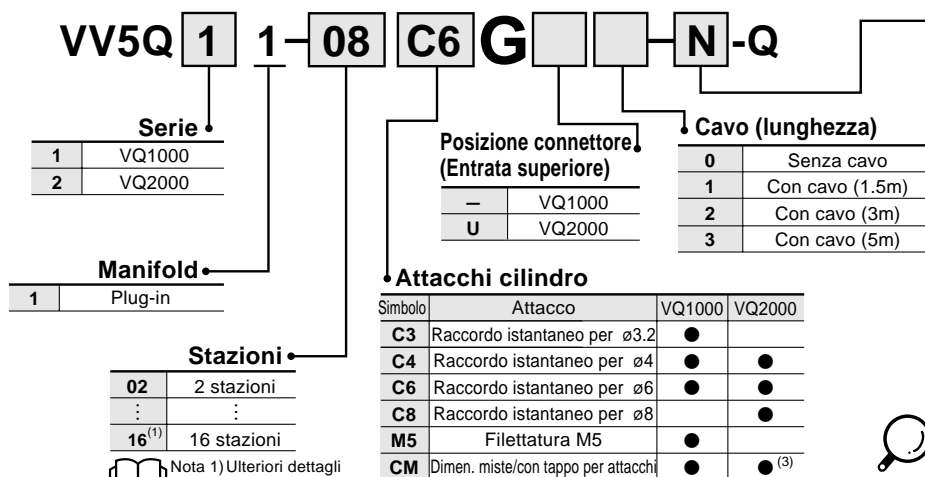 VV5Q 1 1-08 C6 G - N -Q
Serie
1 VQ1000
2 VQ2000
Manifold
1 Plug-in
Stazioni
02 2 stazioni
⋮ ⋮
16(1) 16 stazioni
Nota 1) Ulteriori dettagli
Posizione connettore
(Entrata superiore)
— VQ1000
U VQ2000
Cavo (lunghezza)
0 Senza cavo
1 Con cavo (1.5m)
2 Con cavo (3m)
3 Con cavo (5m)
Attacchi cilindro
Simbolo Attacco VQ1000 VQ2000
C3 Raccordo istantaneo per ø3.2 ●
C4 Raccordo istantaneo per ø4 ● ●
C6 Raccordo istantaneo per ø6 ● ●
C8 Raccordo istantaneo per ø8 ●
M5 Filettatura M5 ●
CM Dimen. miste/con tappo per attacchi ● ●(3)